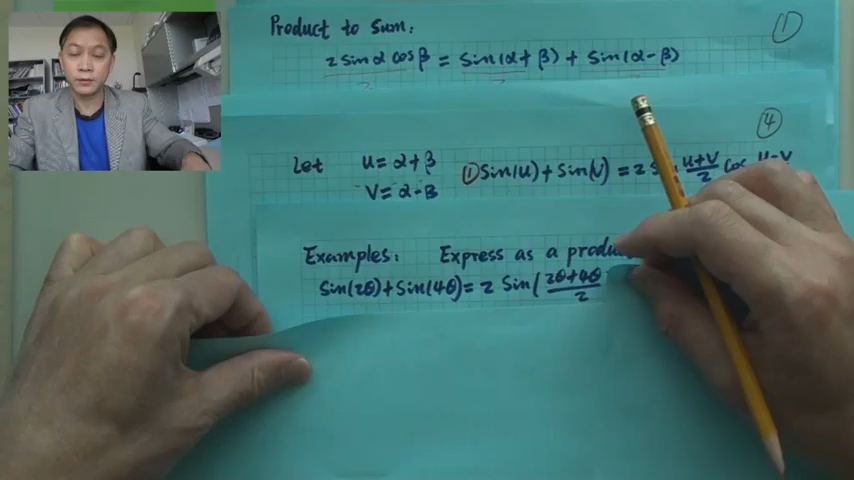 Product to Sum:
①
2 sin α cos β = sin(α + β) + sin(α - β)
④
Let u = α + β
① sin(u) + sin(v) = 2 S u+v/2 cos u-v
v = α - β
Examples: Express as a produ
sin(2θ) + sin(4θ) = 2 sin( 2θ+4θ/2